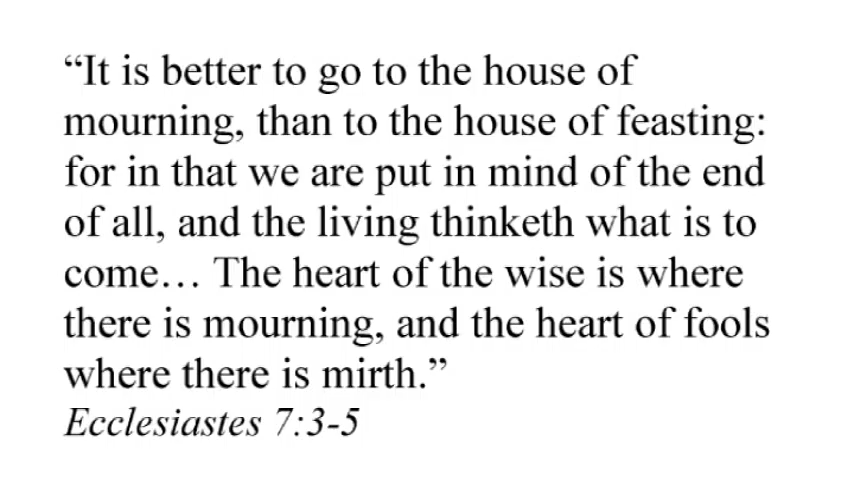 “It is better to go to the house of
mourning, than to the house of feasting:
for in that we are put in mind of the end
of all, and the living thinketh what is to
come… The heart of the wise is where
there is mourning, and the heart of fools
where there is mirth.”
Ecclesiastes 7:3-5